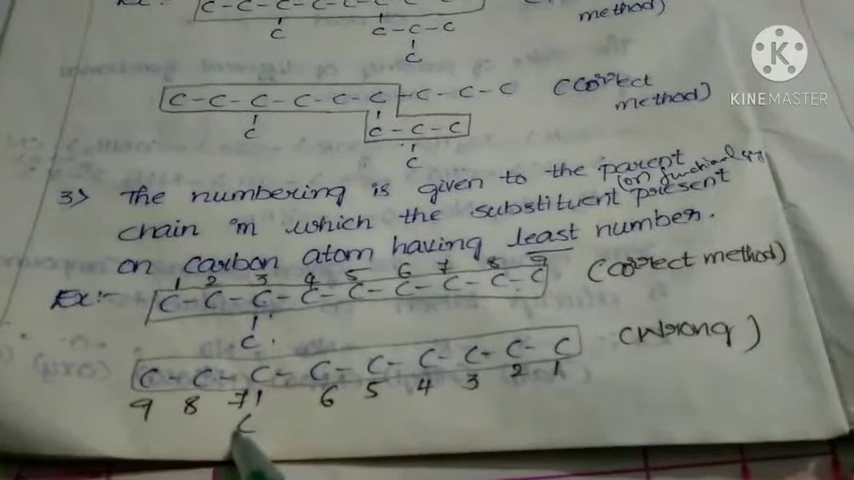 C-C-C-C-C-C-C
C
C-C-C
C
method)
C-C-C-C-C-C-C-C-C (Correct
C
C-C-C
C
method)
KINEMASTER
3) The numbering is given to the parent
(or functional
chain in which the substituent present
on carbon atom having least number.
1 2 3 4 5 6 7 8 9
Ex:- C-C-C-C-C-C-C-C-C (Correct method)
C
C-C-C-C-C-C-C-C-C (Wrong)
9 8 7 6 5 4 3 2 1
C